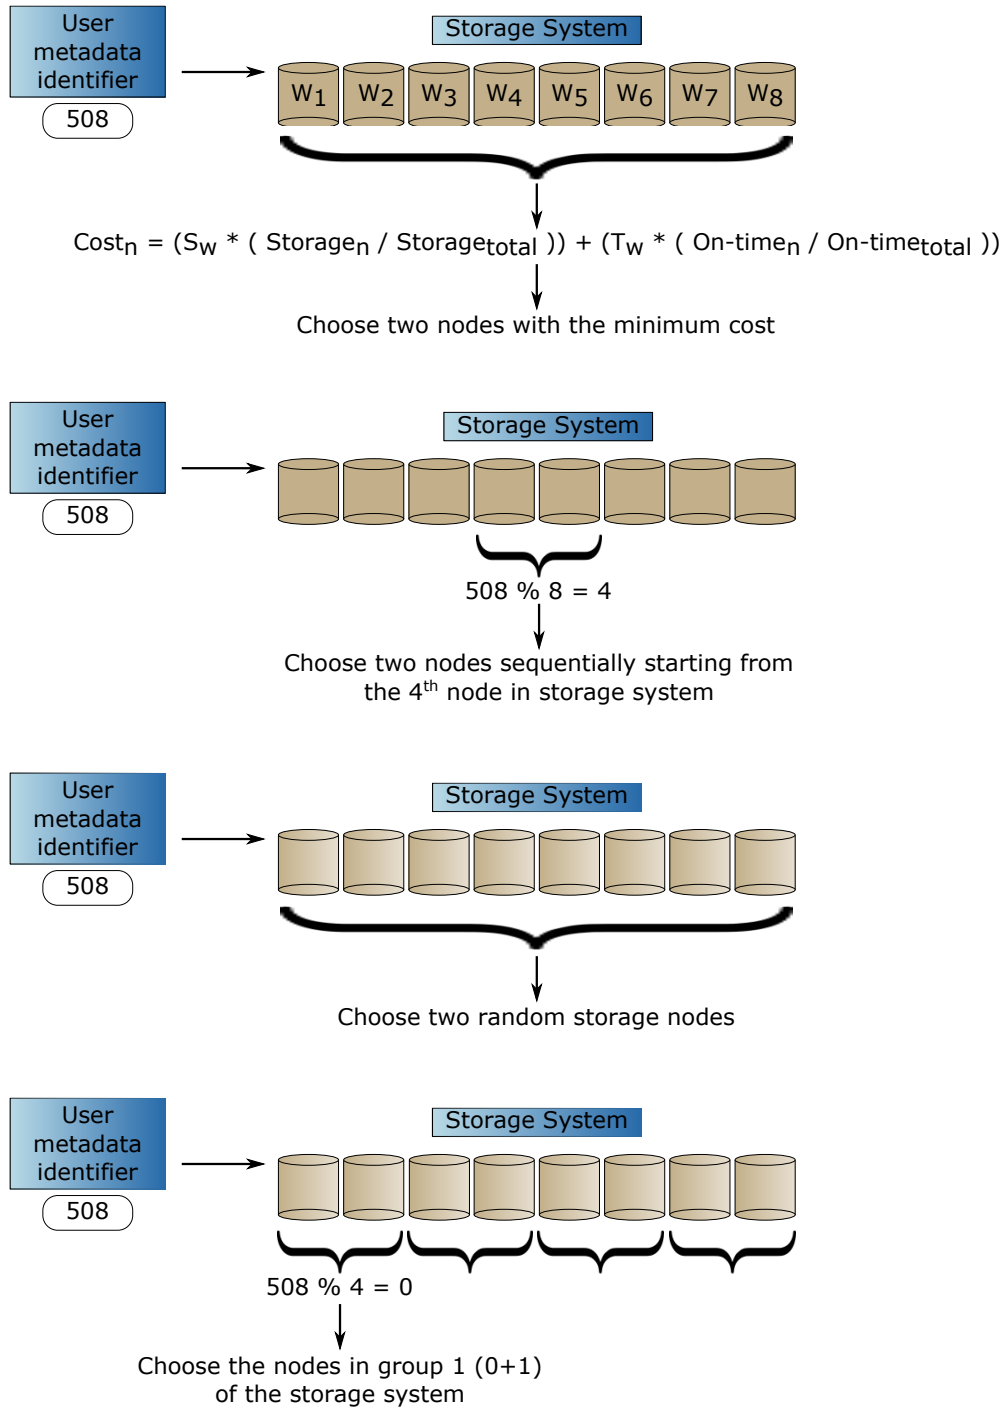 User
metadata
identifier
508
Storage System
W1 W2 W3 W4 W5 W6 W7 W8
Costn = (Sw * ( Storagen / Storagetotal )) + (Tw * ( On-timen / On-timetotal ))
Choose two nodes with the minimum cost
User
metadata
identifier
508
Storage System
508 % 8 = 4
Choose two nodes sequentially starting from
the 4th node in storage system
User
metadata
identifier
508
Storage System
Choose two random storage nodes
User
metadata
identifier
508
Storage System
508 % 4 = 0
Choose the nodes in group 1 (0+1)
of the storage system